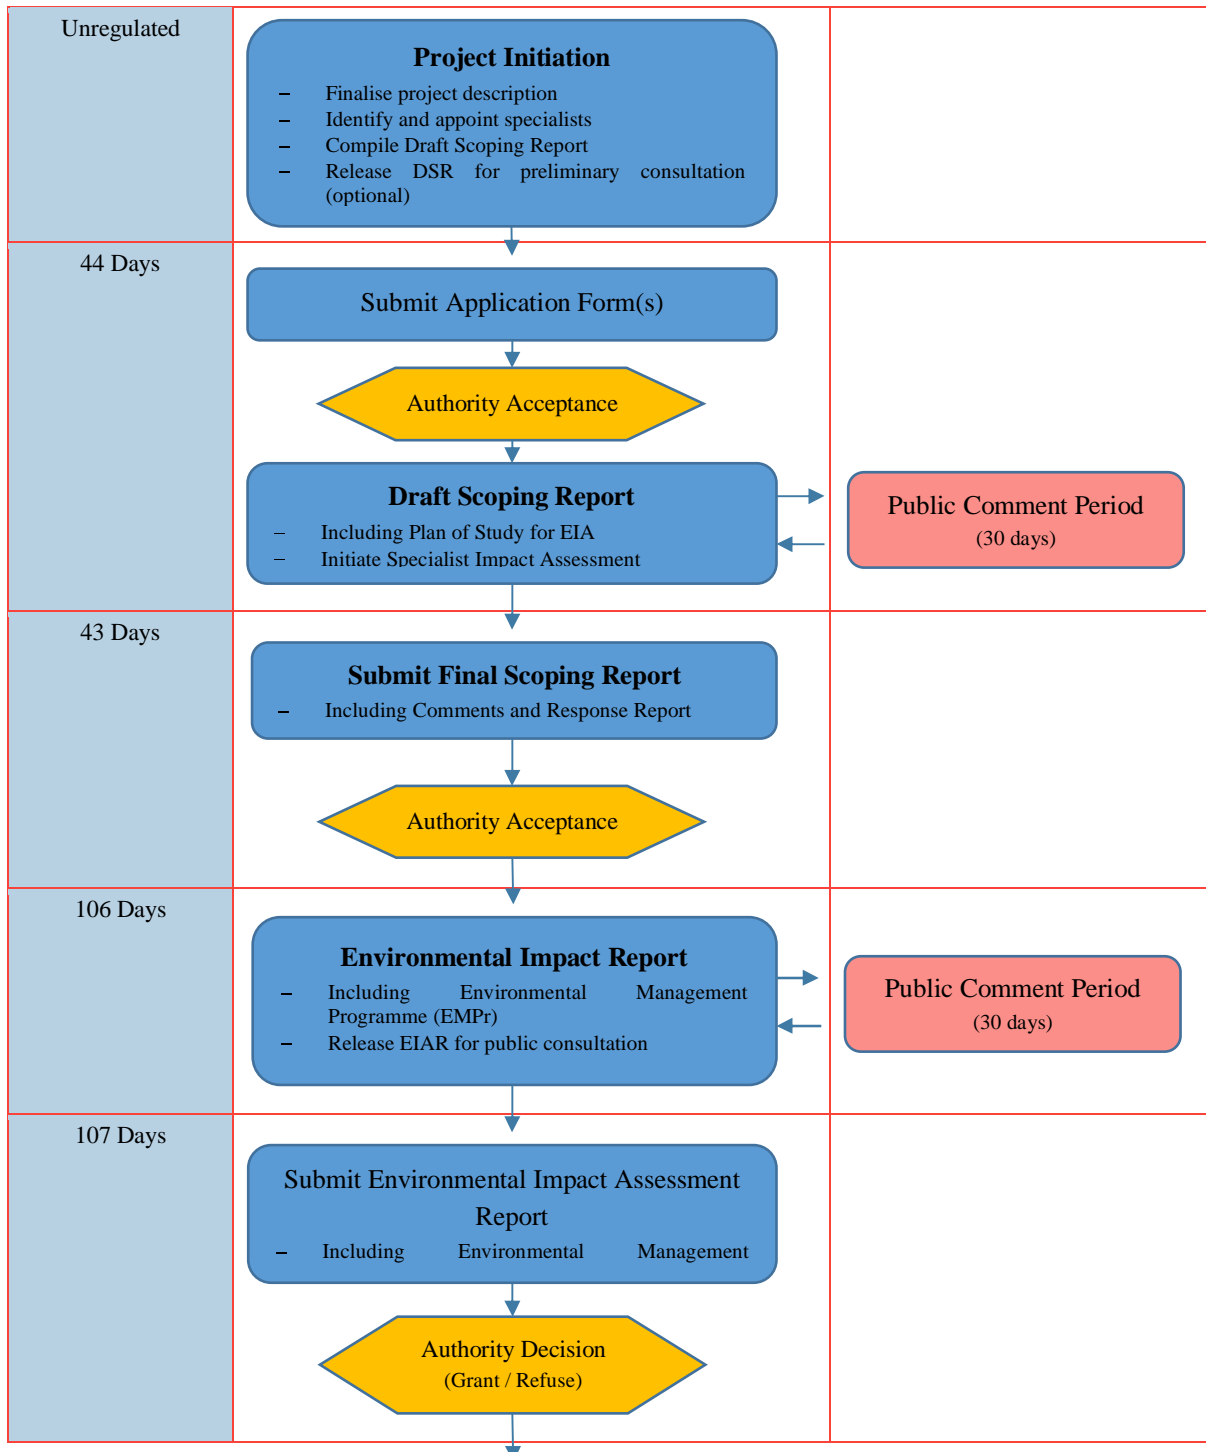 Unregulated
Project Initiation
– Finalise project description
– Identify and appoint specialists
– Compile Draft Scoping Report
– Release DSR for preliminary consultation
(optional)
44 Days
Submit Application Form(s)
Authority Acceptance
Draft Scoping Report
– Including Plan of Study for EIA
– Initiate Specialist Impact Assessment
Public Comment Period
(30 days)
43 Days
Submit Final Scoping Report
– Including Comments and Response Report
Authority Acceptance
106 Days
Environmental Impact Report
– Including Environmental Management
Programme (EMPr)
– Release EIAR for public consultation
Public Comment Period
(30 days)
107 Days
Submit Environmental Impact Assessment
Report
– Including Environmental Management
Authority Decision
(Grant / Refuse)